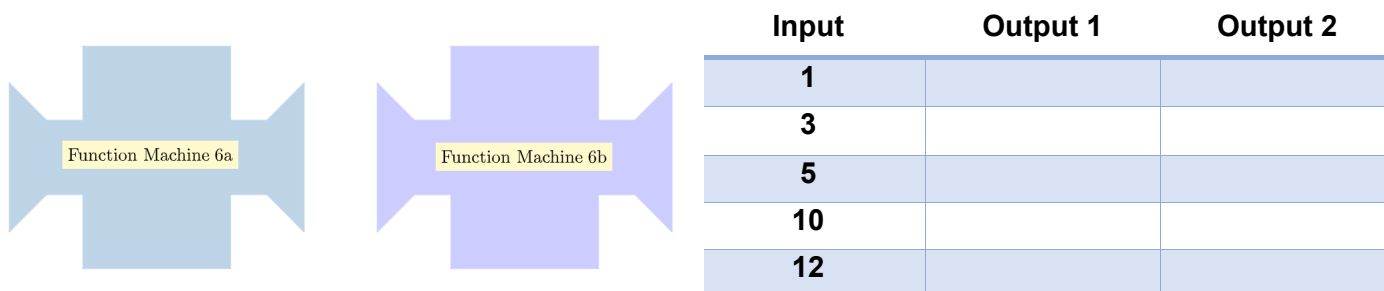 Function Machine 6a
Function Machine 6b
Input Output 1 Output 2
1
3
5
10
12